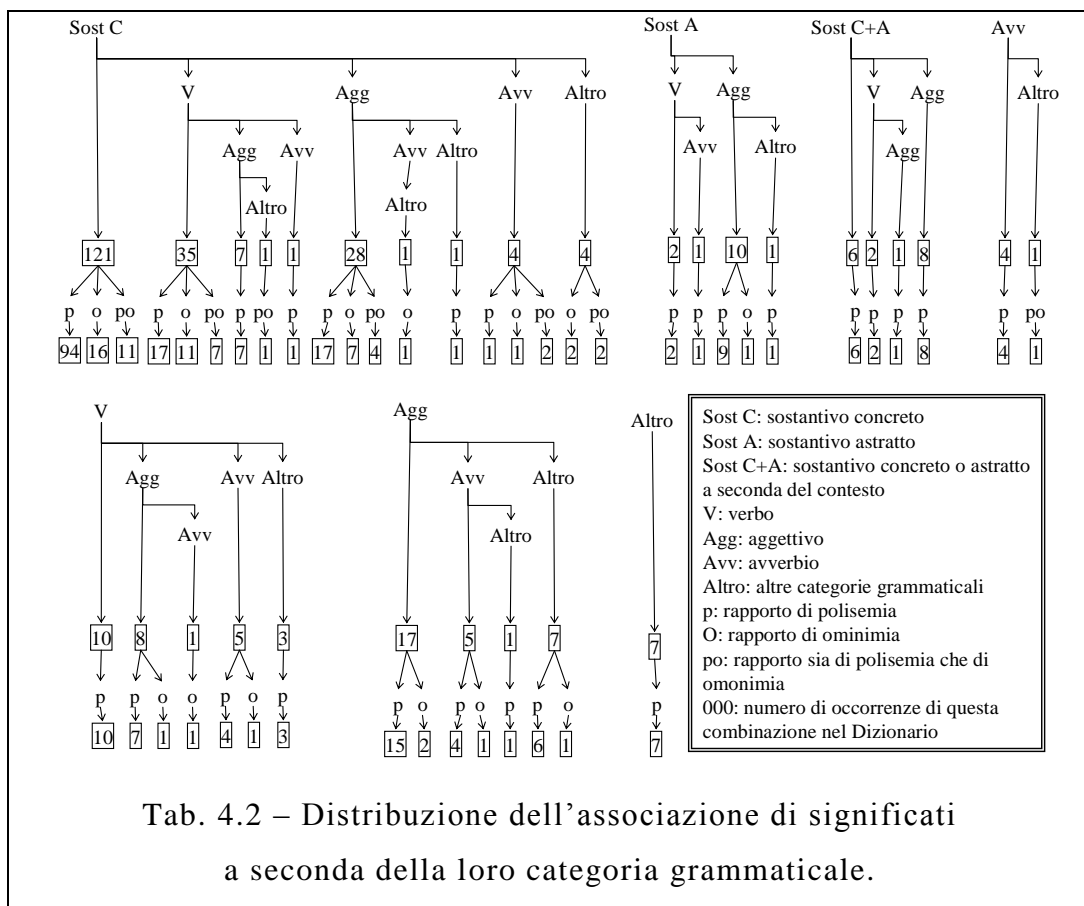 Sost C Sost A Sost C+A Avv
V Agg Avv Altro V Agg V Agg Altro
Agg Avv Avv Altro Avv Altro Agg
Altro Altro
121 35 7 1 1 28 1 1 4 4 2 1 10 1 6 2 1 8 4 1
p o po p o po p po p p o po o p p o po o po p p p o p p p p p p po
94 16 11 17 11 7 7 1 1 17 7 4 1 1 1 1 2 2 2 2 1 9 1 1 6 2 1 8 4 1
V Agg Altro
Agg Avv Altro Avv Altro
Avv Altro
10 8 1 5 3 17 5 1 7 7
p p o o p o p p o p o p p o p
10 7 1 1 4 1 3 15 2 4 1 1 6 1 7
Sost C: sostantivo concreto
Sost A: sostantivo astratto
Sost C+A: sostantivo concreto o astratto
a seconda del contesto
V: verbo
Agg: aggettivo
Avv: avverbio
Altro: altre categorie grammaticali
p: rapporto di polisemia
O: rapporto di ominimia
po: rapporto sia di polisemia che di
omonimia
000: numero di occorrenze di questa
combinazione nel Dizionario
Tab. 4.2 – Distribuzione dell’associazione di significati
a seconda della loro categoria grammaticale.